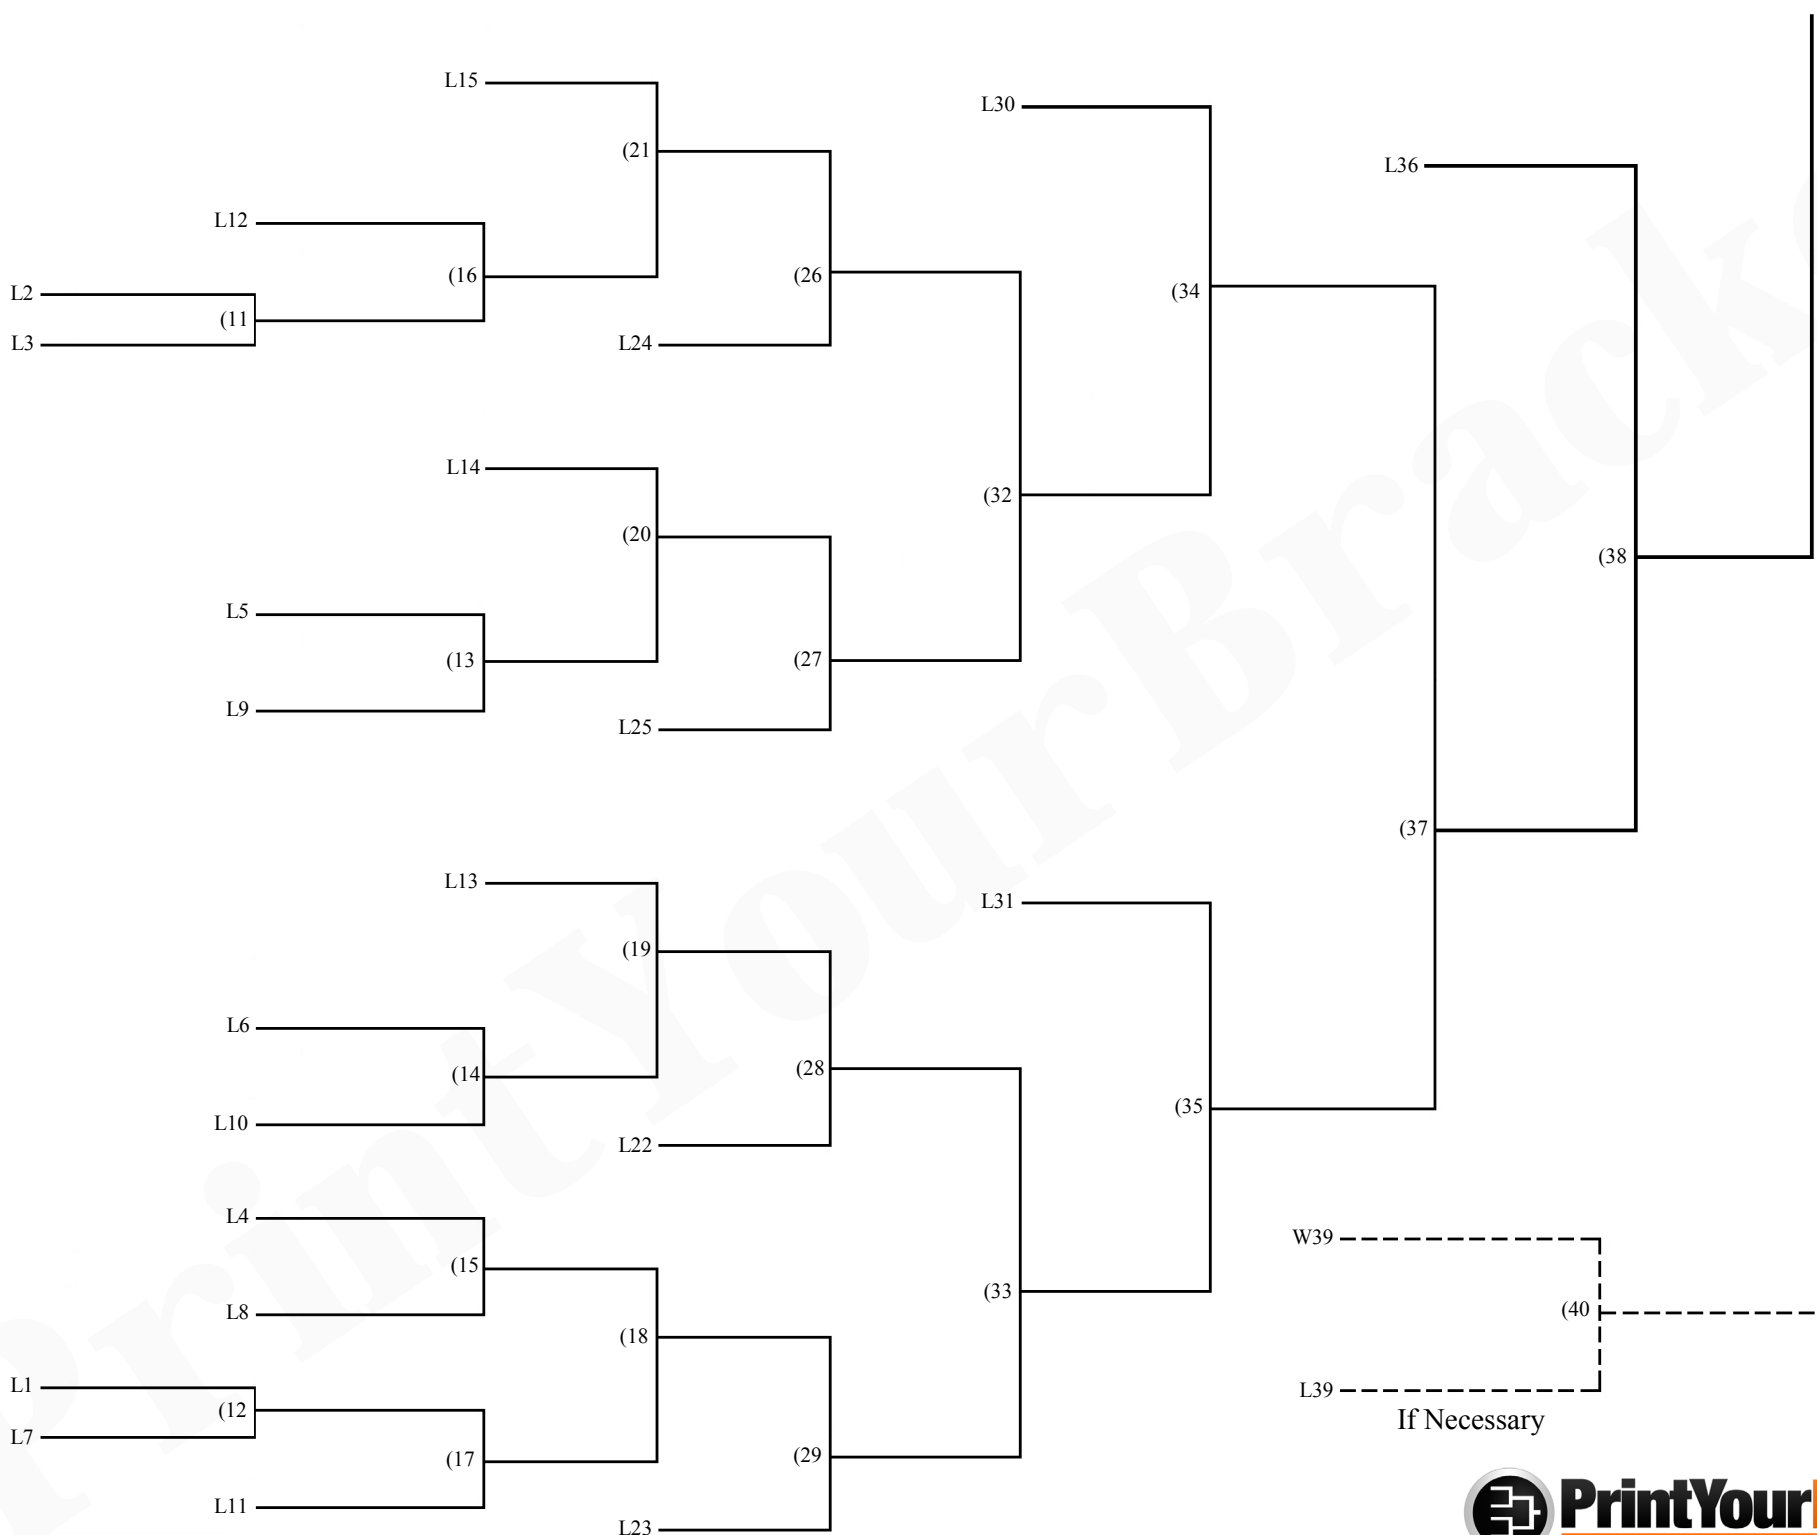 L15
L30
(21
L36
L12
(16
(26
(34
L2
(11
L3
L24
L14
(32
(20
(38
L5
(13
(27
L9
L25
(37
L13
L31
(19
L6
(14
(28
(35
L10
L22
L4
W39
(15
(33
(40
L8
(18
L1
L39
(12
If Necessary
L7
(17
(29
L11
L23
PrintYour
PrintYourBracke